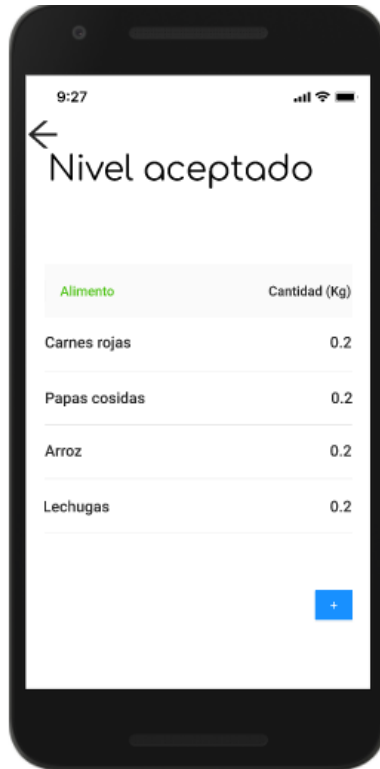 9:27
Nivel aceptado
Alimento Cantidad (Kg)
Carnes rojas 0.2
Papas cosidas 0.2
Arroz 0.2
Lechugas 0.2
+